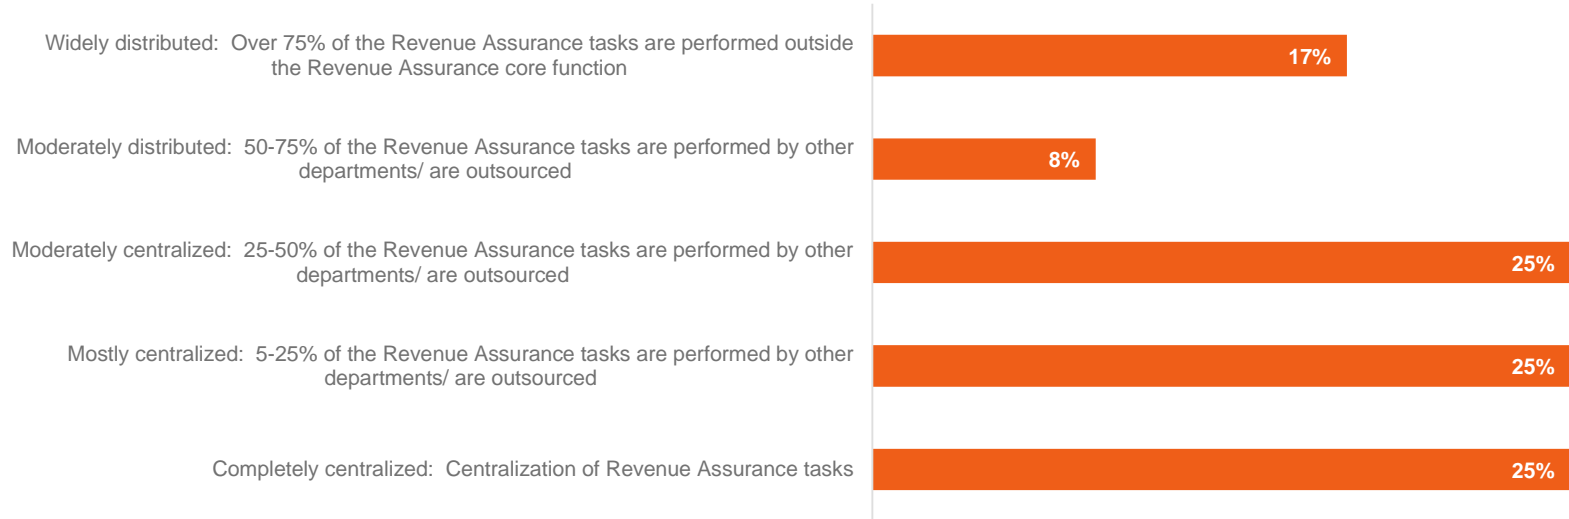 Widely distributed:  Over 75% of the Revenue Assurance tasks are performed outside
the Revenue Assurance core function
17%
Moderately distributed:  50-75% of the Revenue Assurance tasks are performed by other
departments/ are outsourced
8%
Moderately centralized:  25-50% of the Revenue Assurance tasks are performed by other
departments/ are outsourced
25%
Mostly centralized:  5-25% of the Revenue Assurance tasks are performed by other
departments/ are outsourced
25%
Completely centralized:  Centralization of Revenue Assurance tasks
25%